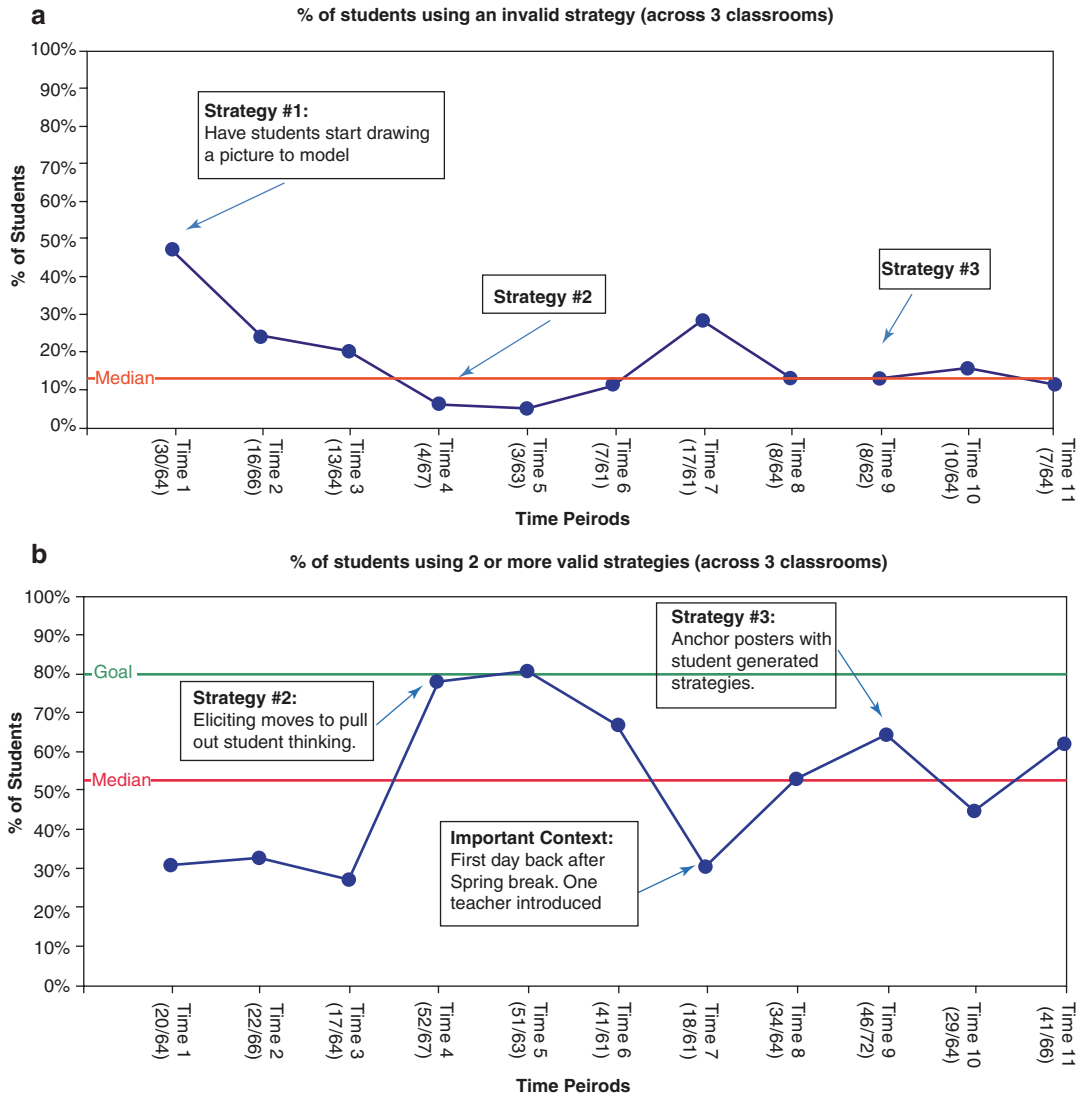 a
% of students using an invalid strategy (across 3 classrooms)
100%
90%
80%
70%
60%
50%
40%
30%
20%
10%
0%
% of Students
Strategy #1:
Have students start drawing
a picture to model
Strategy #2
Strategy #3
Median
Time 1
(30/64)
Time 2
(16/66)
Time 3
(13/64)
Time 4
(4/67)
Time 5
(3/63)
Time 6
(7/61)
Time 7
(17/61)
Time 8
(8/64)
Time 9
(8/62)
Time 10
(10/64)
Time 11
(7/64)
Time Peirods
b
% of students using 2 or more valid strategies (across 3 classrooms)
100%
90%
80%
70%
60%
50%
40%
30%
20%
10%
0%
% of Students
Goal
Median
Strategy #2:
Eliciting moves to pull
out student thinking.
Strategy #3:
Anchor posters with
student generated
strategies.
Important Context:
First day back after
Spring break. One
teacher introduced
Time 1
(20/64)
Time 2
(22/66)
Time 3
(17/64)
Time 4
(52/67)
Time 5
(51/63)
Time 6
(41/61)
Time 7
(18/61)
Time 8
(34/64)
Time 9
(46/72)
Time 10
(29/64)
Time 11
(41/66)
Time Peirods